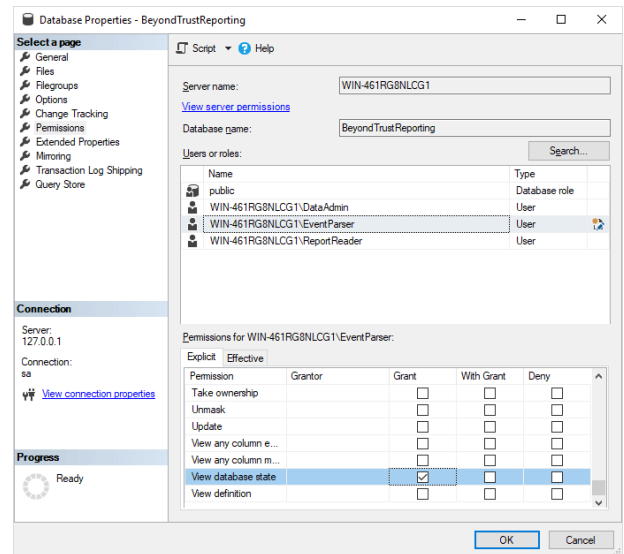 Database Properties - BeyondTrustReporting
Select a page
General
Files
Filegroups
Options
Change Tracking
Permissions
Extended Properties
Mirroring
Transaction Log Shipping
Query Store
Script
Help
Server name: WIN-461RG8NLCG1
View server permissions
Database name: BeyondTrustReporting
Users or roles: Search...
Name Type
public Database role
WIN-461RG8NLCG1\DataAdmin User
WIN-461RG8NLCG1\EventParser User
WIN-461RG8NLCG1\ReportReader User
Connection
Server:
127.0.0.1
Connection:
sa
View connection properties
Progress
Ready
Permissions for WIN-461RG8NLCG1\EventParser:
Explicit Effective
Permission Grantor Grant With Grant Deny
Take ownership
Unmask
Update
View any column e...
View any column m...
View database state
View definition
OK Cancel